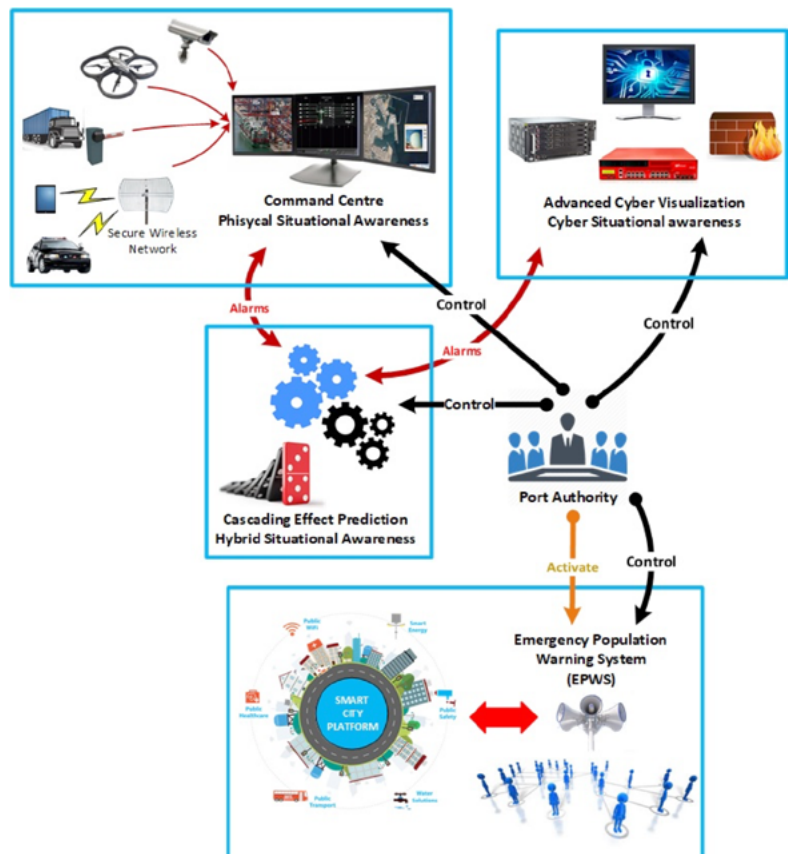 Command Centre
Phisycal Situational Awareness
Secure Wireless
Network
Advanced Cyber Visualization
Cyber Situational awareness
Alarms
Control
Control
Alarms
Control
Cascading Effect Prediction
Hybrid Situational Awareness
Port Authority
Activate
Control
Emergency Population
Warning System
(EPWS)
Public
WiFi
Smart
Energy
Public
Healthcare
SMART
CITY
PLATFORM
Public
Safety
Public
Transport
Water
Solutions